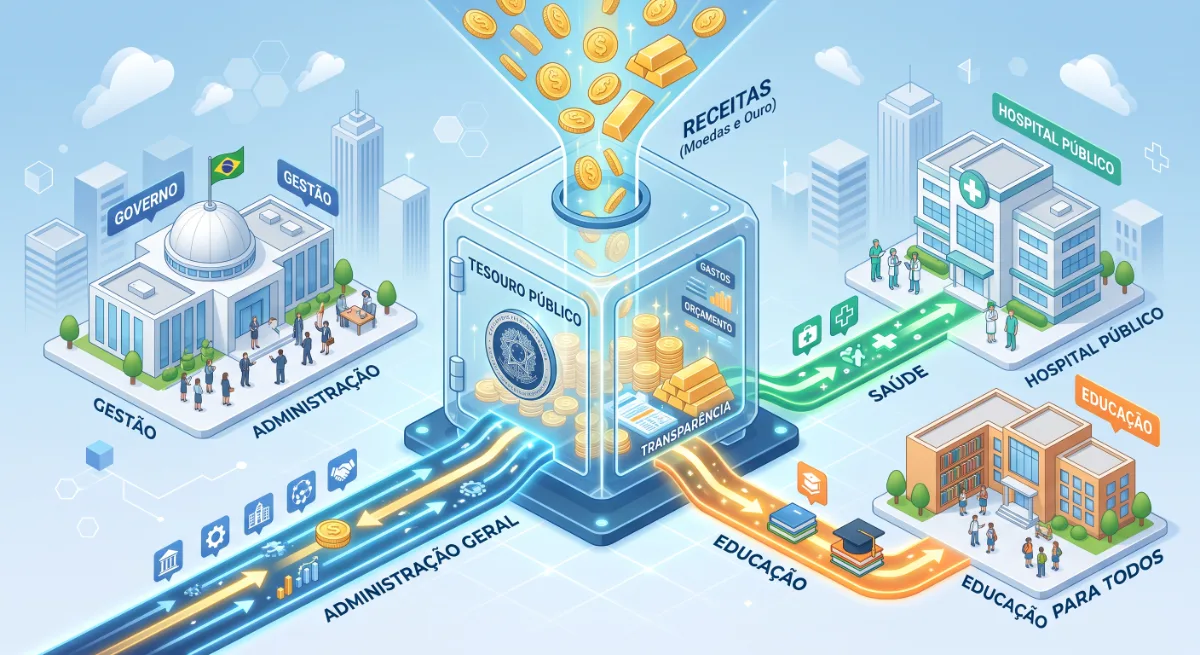 RECEITAS
(Moedas e Ouro)
HOSPITAL PÚBLICO
GOVERNO
GESTÃO
TESOURO PÚBLICO
GASTOS
ORÇAMENTO
TRANSPARÊNCIA
GESTÃO
ADMINISTRAÇÃO
SAÚDE
HOSPITAL PÚBLICO
EDUCAÇÃO
ADMINISTRAÇÃO GERAL
EDUCAÇÃO
EDUCAÇÃO PARA TODOS